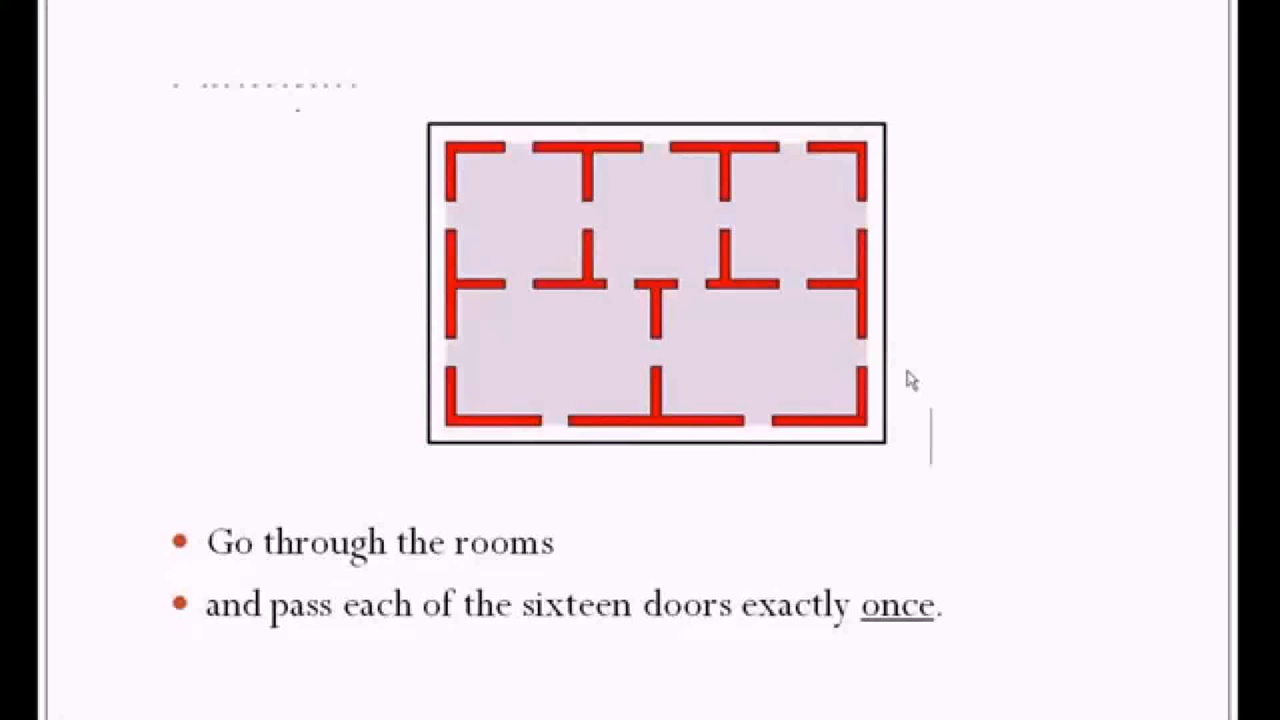 Go through the rooms
and pass each of the sixteen doors exactly once.